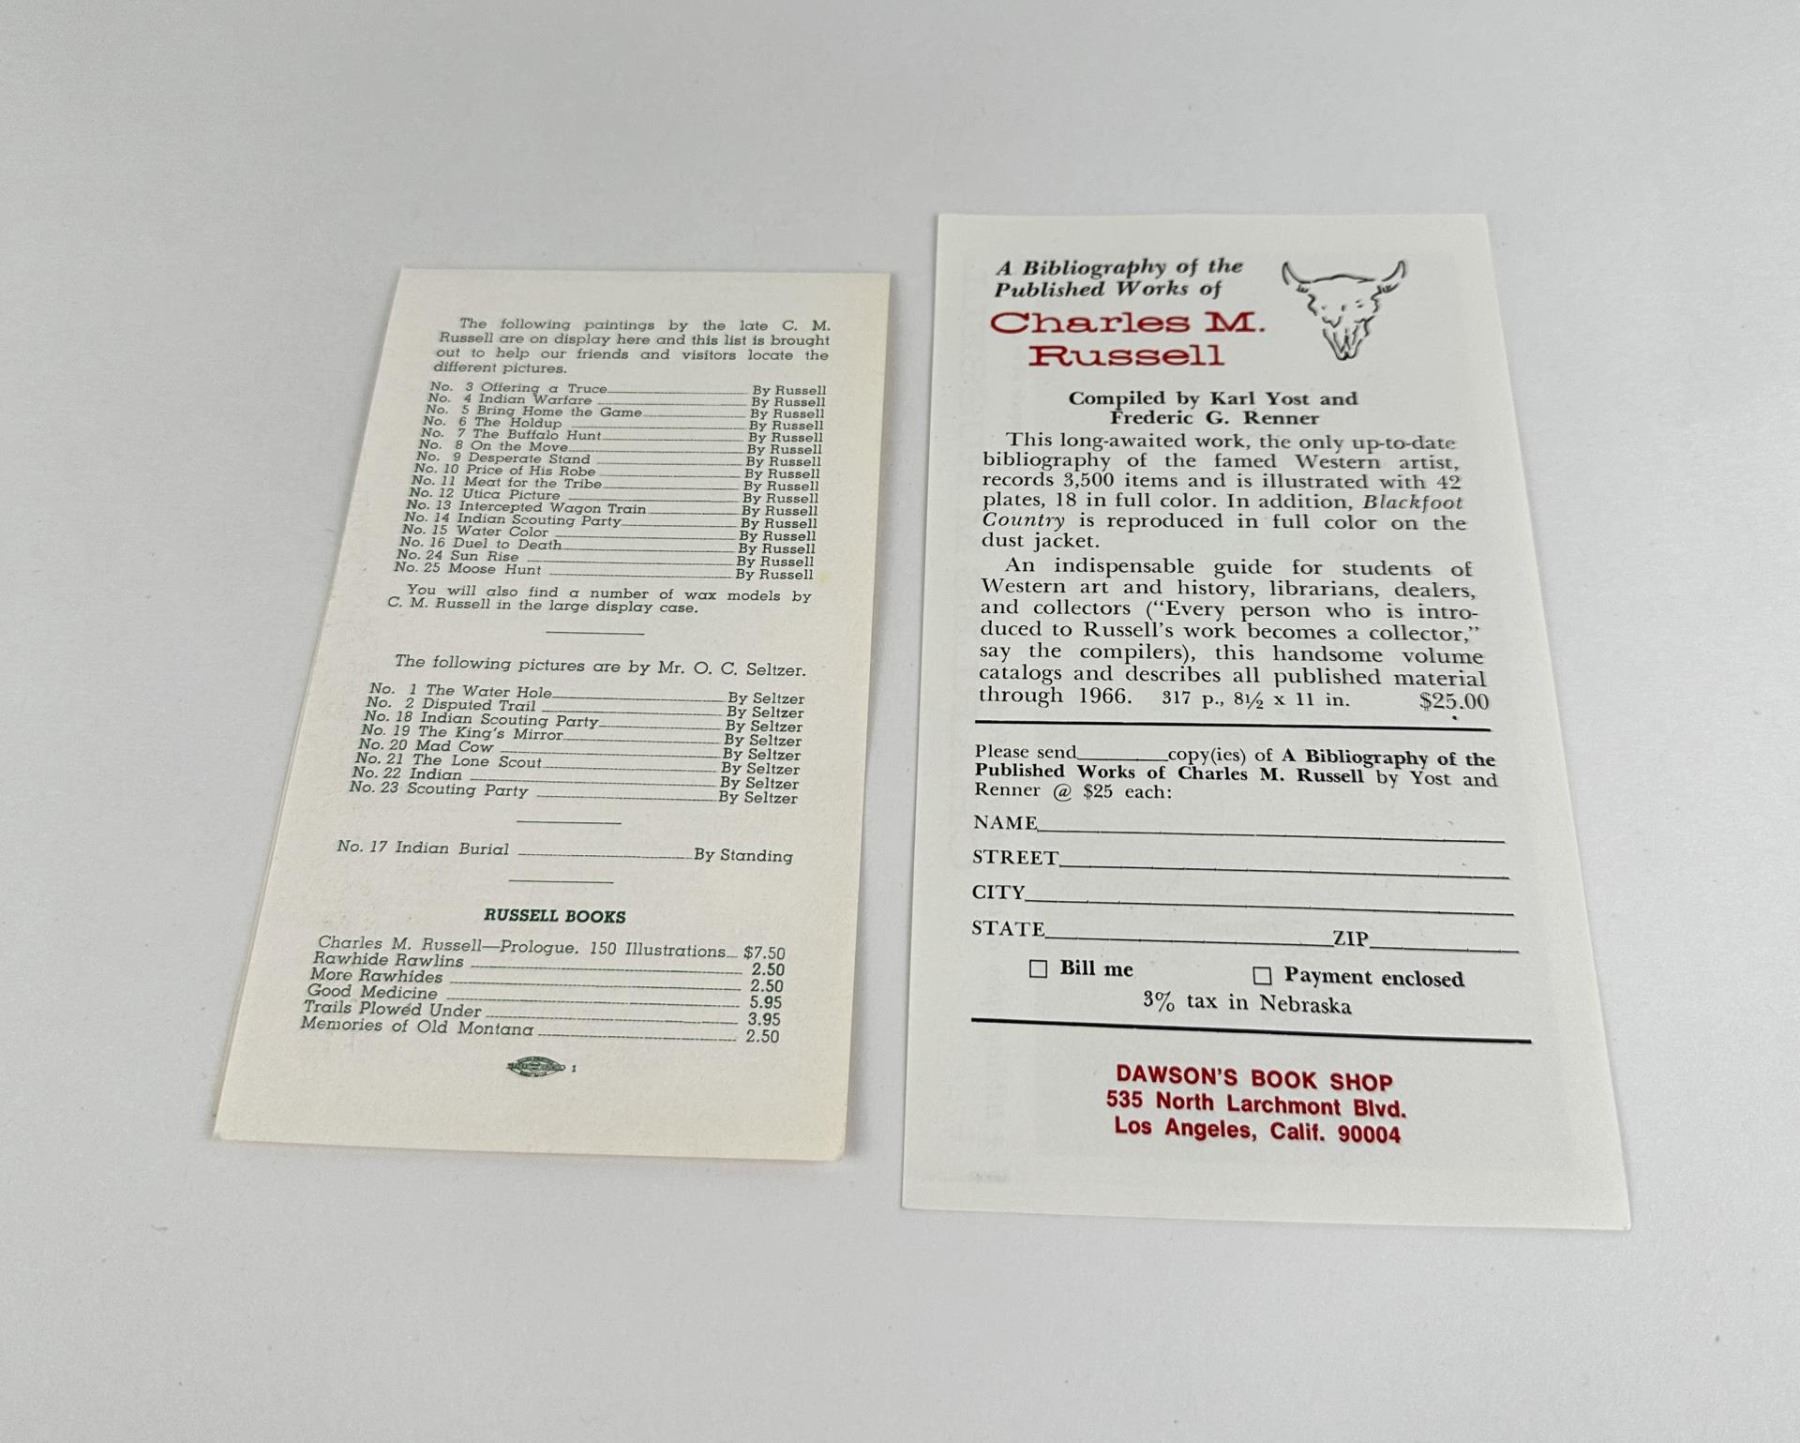 The following paintings by the late C. M.
Russell are on display here and this list is brought
out to help our friends and visitors locate the
different pictures.
No. 3 Offering a Truce By Russell
No. 4 Indian Warfare By Russell
No. 5 Bring Home the Game By Russell
No. 6 The Holdup By Russell
No. 7 The Buffalo Hunt By Russell
No. 8 On the Move By Russell
No. 9 Desperate Stand By Russell
No. 10 Price of His Robe By Russell
No. 11 Meat for the Tribe By Russell
No. 12 Utica Picture By Russell
No. 13 Intercepted Wagon Train By Russell
No. 14 Indian Scouting Party By Russell
No. 15 Water Color By Russell
No. 16 Duel to Death By Russell
No. 24 Sun Rise By Russell
No. 25 Moose Hunt By Russell
You will also find a number of wax models by
C. M. Russell in the large display case.
The following pictures are by Mr. O. C. Seltzer.
No. 1 The Water Hole By Seltzer
No. 2 Disputed Trail By Seltzer
No. 18 Indian Scouting Party By Seltzer
No. 19 The King's Mirror By Seltzer
No. 20 Mad Cow By Seltzer
No. 21 The Lone Scout By Seltzer
No. 22 Indian By Seltzer
No. 23 Scouting Party By Seltzer
No. 17 Indian Burial By Standing
RUSSELL BOOKS
Charles M. Russell—Prologue. 150 Illustrations $7.50
Rawhide Rawlins 2.50
More Rawhides 2.50
Good Medicine 5.95
Trails Plowed Under 3.95
Memories of Old Montana 2.50
1
A Bibliography of the
Published Works of
Charles M.
Russell
Compiled by Karl Yost and
Frederic G. Renner
This long-awaited work, the only up-to-date
bibliography of the famed Western artist,
records 3,500 items and is illustrated with 42
plates, 18 in full color. In addition, Blackfoot
Country is reproduced in full color on the
dust jacket.
An indispensable guide for students of
Western art and history, librarians, dealers,
and collectors ("Every person who is intro-
duced to Russell's work becomes a collector,"
say the compilers), this handsome volume
catalogs and describes all published material
through 1966. 317 p., 8½ x 11 in. $25.00
Please send copy(ies) of A Bibliography of the
Published Works of Charles M. Russell by Yost and
Renner @ $25 each:
NAME
STREET
CITY
STATE ZIP
☐ Bill me ☐ Payment enclosed
3% tax in Nebraska
DAWSON'S BOOK SHOP
535 North Larchmont Blvd.
Los Angeles, Calif. 90004